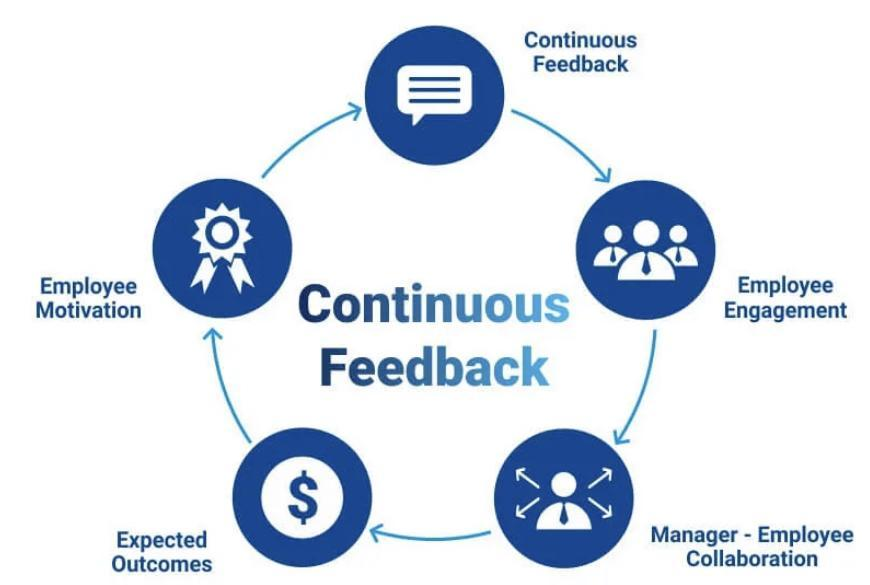 Continuous
Feedback
Employee
Engagement
Manager - Employee
Collaboration
Expected
Outcomes
Employee
Motivation
Continuous
Feedback
$